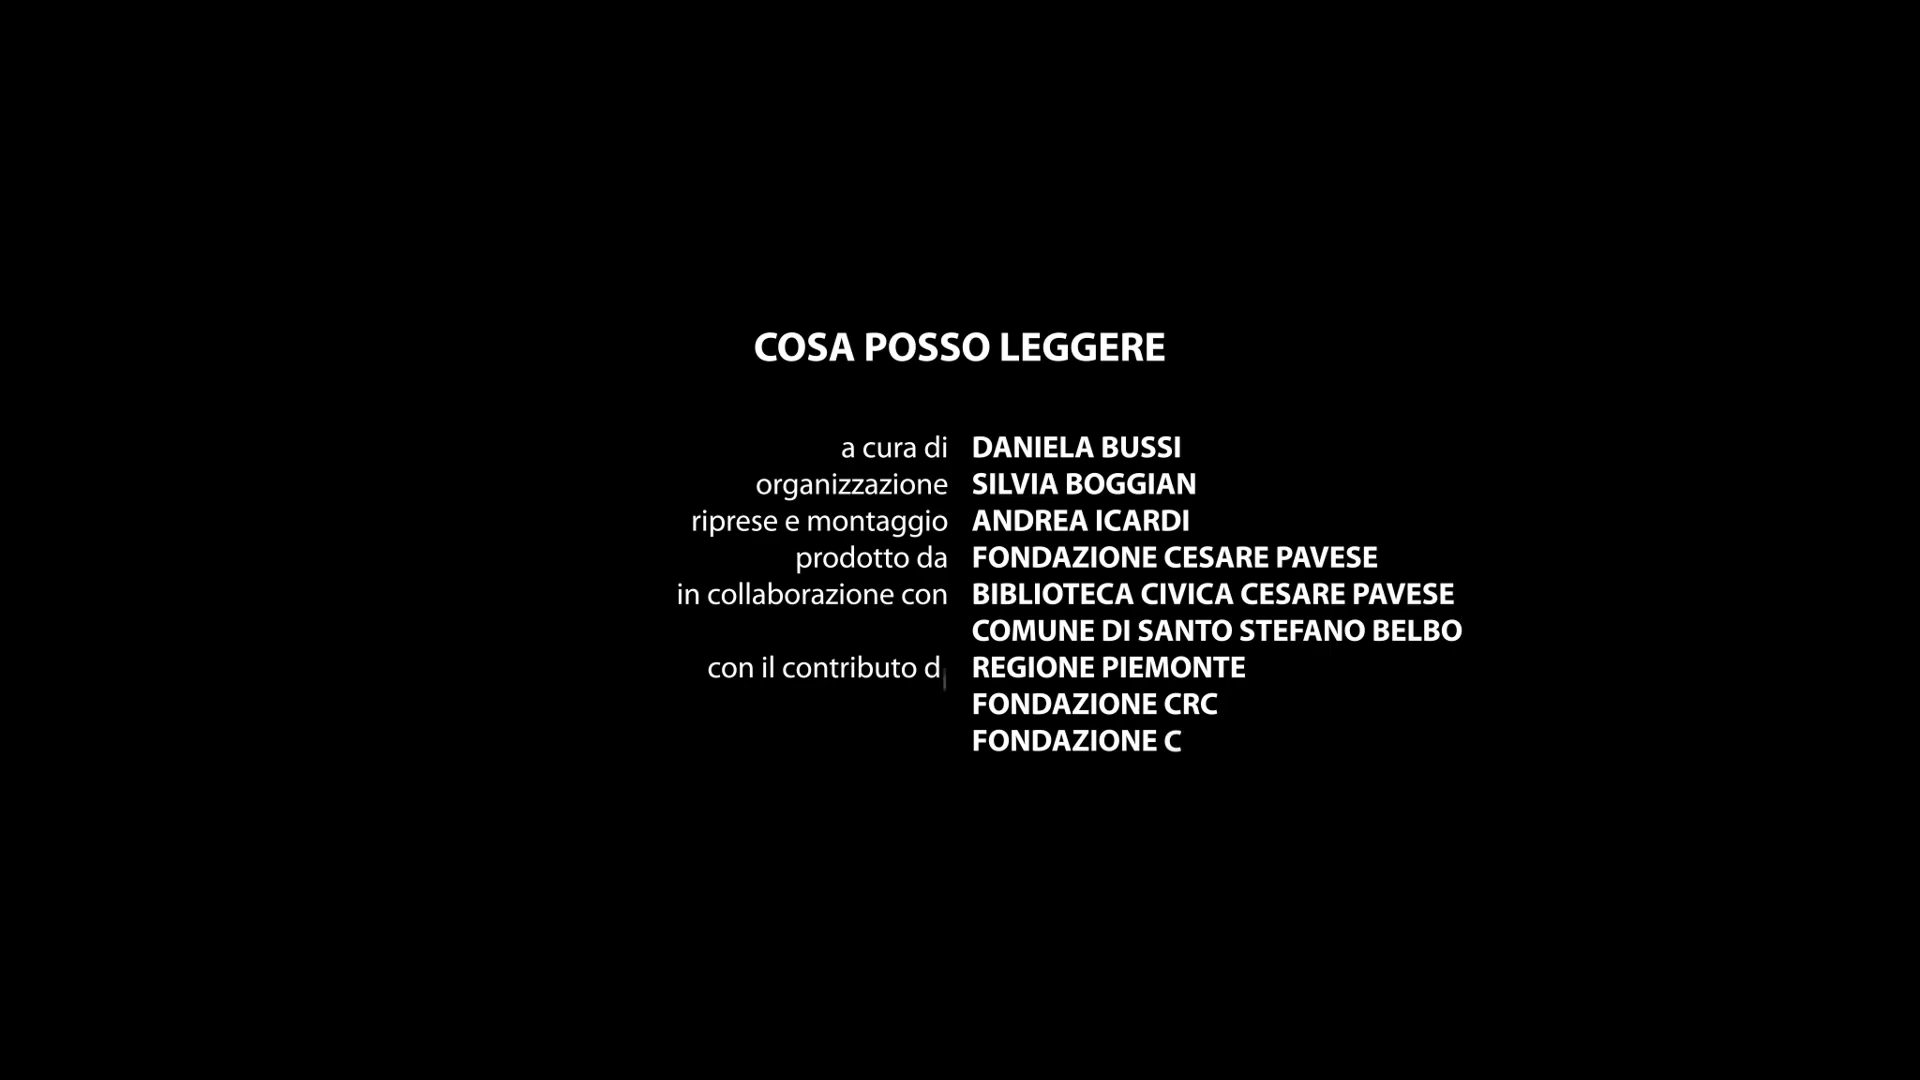 COSA POSSO LEGGERE
a cura di DANIELA BUSSI
organizzazione SILVIA BOGGIAN
riprese e montaggio ANDREA ICARDI
prodotto da FONDAZIONE CESARE PAVESE
in collaborazione con BIBLIOTECA CIVICA CESARE PAVESE
COMUNE DI SANTO STEFANO BELBO
con il contributo d REGIONE PIEMONTE
FONDAZIONE CRC
FONDAZIONE C